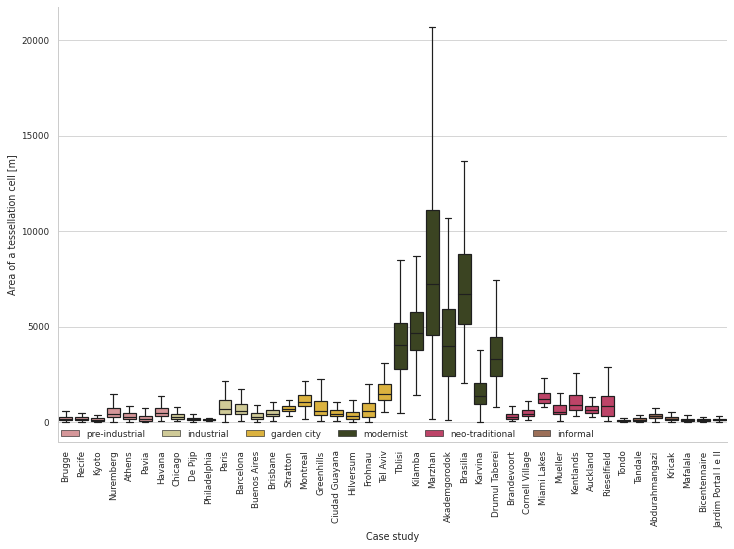 20000
15000
10000
5000
0
Area of a tessellation cell [m]
pre-industrial industrial garden city modernist neo-traditional informal
Brugge
Recife
Kyoto
Nuremberg
Athens
Pavia
Havana
Chicago
De Pijp
Philadelphia
Paris
Barcelona
Buenos Aires
Brisbane
Stratton
Montreal
Greenhills
Ciudad Guayana
Hilversum
Frohnau
Tel Aviv
Tblisi
Kilamba
Marzhan
Akademgorodok
Brasilia
Karvina
Drumul Taberei
Brandevoort
Cornell Village
Miami Lakes
Mueller
Kentlands
Auckland
Rieselfield
Tondo
Tandale
Abdurahmangazi
Kricak
Mafalala
Bicentennaire
Jardim Portal I e II
Case study